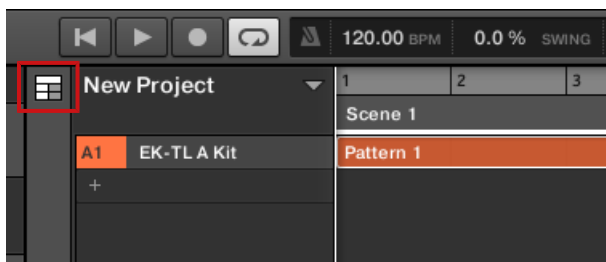 120.00 BPM 0.0 % SWING
New Project 1 2 3
Scene 1
A1 EK-TL A Kit Pattern 1
+